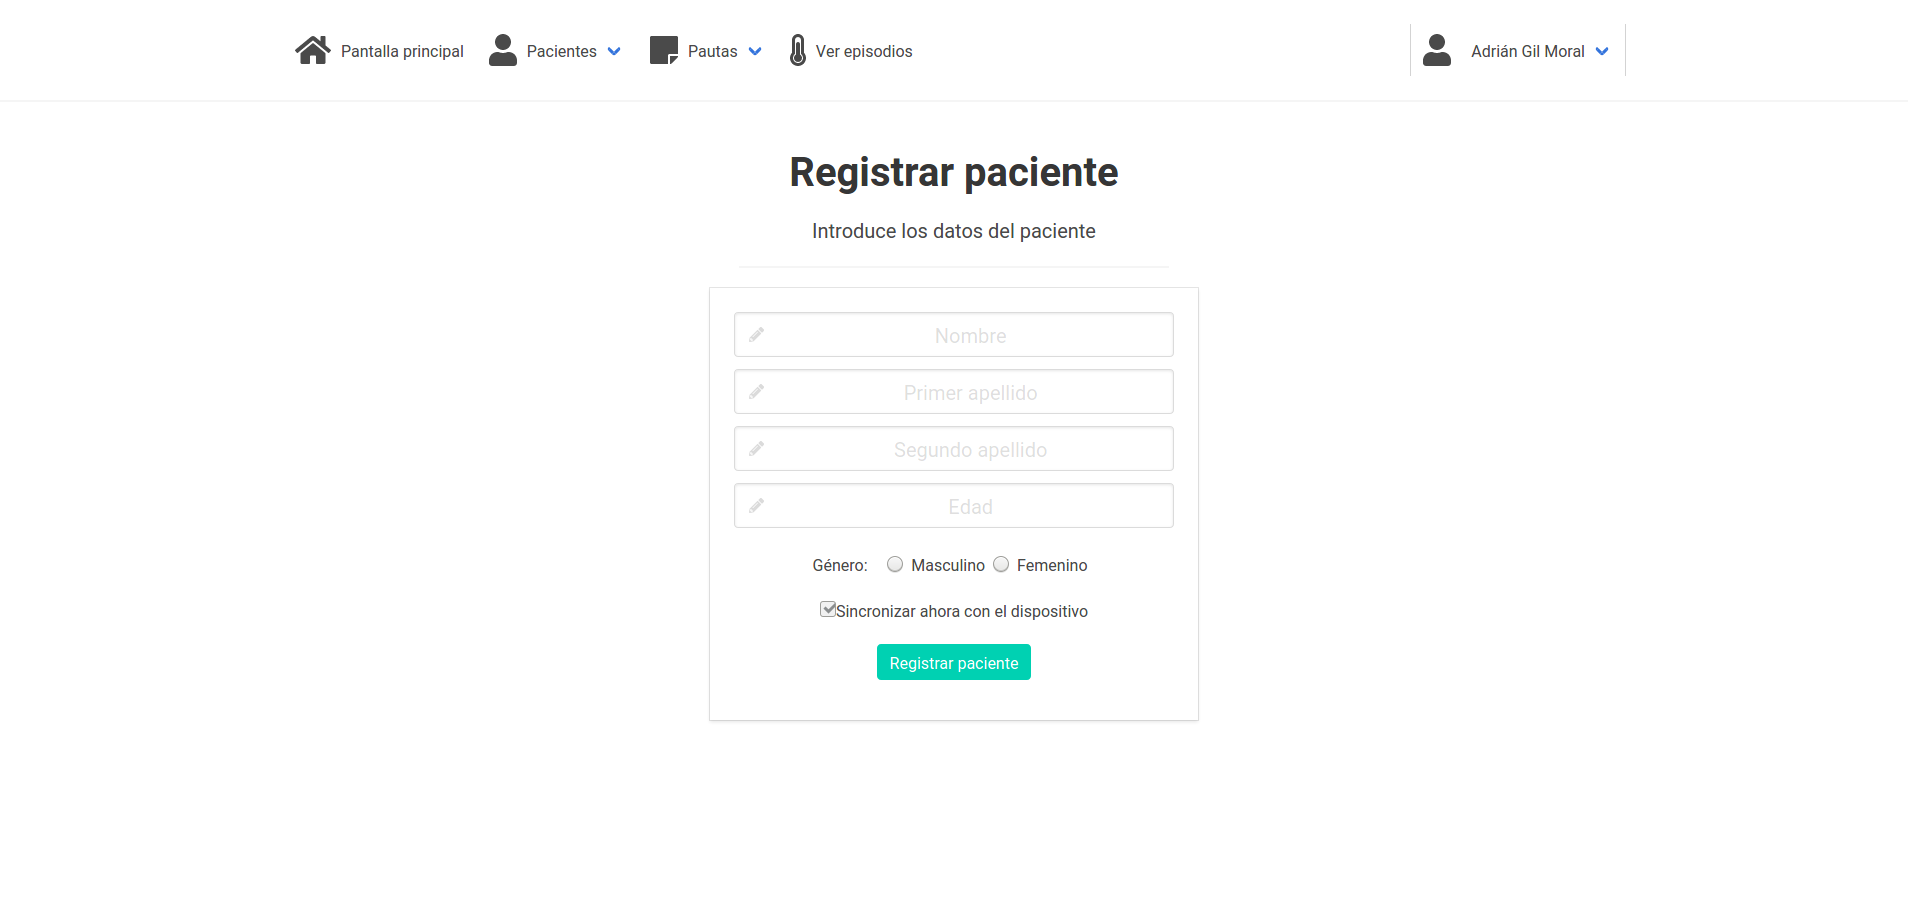 Pantalla principal Pacientes Pautas Ver episodios Adrián Gil Moral
Registrar paciente
Introduce los datos del paciente
Nombre
Primer apellido
Segundo apellido
Edad
Género: Masculino Femenino
Sincronizar ahora con el dispositivo
Registrar paciente